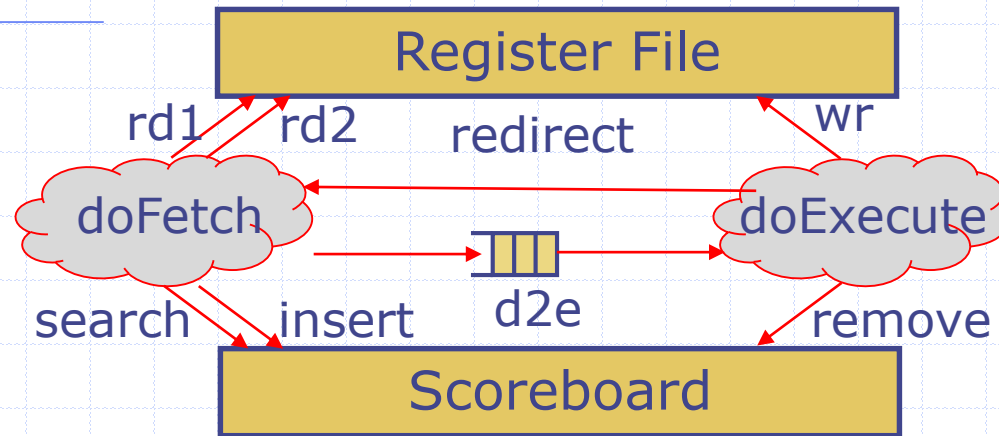 Register File
rd1
rd2
redirect
wr
doFetch
doExecute
d2e
search
insert
remove
Scoreboard